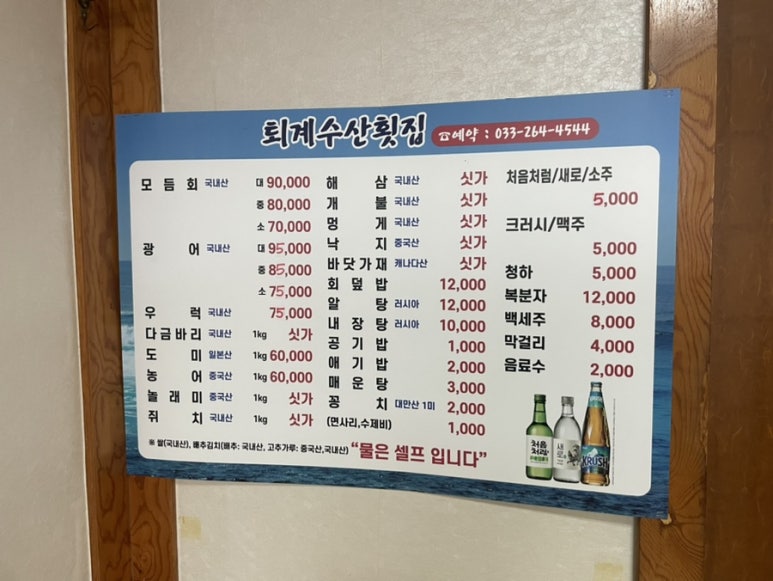 퇴계수산횟집 ☎예약 : 033-264-4544
모듬회 국내산 대 90,000
중 80,000
소 70,000
광어 국내산 대 95,000
중 85,000
소 75,000
우럭 국내산 75,000
다금바리 국내산 1kg 싯가
도미 일본산 1kg 60,000
농어 중국산 1kg 60,000
놀래미 중국산 1kg 싯가
쥐치 국내산 1kg 싯가
해삼 국내산 싯가
개불 국내산 싯가
멍게 국내산 싯가
낙지 중국산 싯가
바닷가재 캐나다산 싯가
회덮밥 12,000
알탕 러시아 12,000
내장탕 러시아 10,000
공기밥 1,000
애기밥 2,000
매운탕 3,000
꽁치 대만산 1미 2,000
(면사리,수제비) 1,000
처음처럼/새로/소주
5,000
크러시/맥주
5,000
청하 5,000
복분자 12,000
백세주 8,000
막걸리 4,000
음료수 2,000
처음
처럼
새로
KRUSH
※ 쌀(국내산), 배추김치(배추: 국내산, 고추가루: 중국산,국내산) "물은 셀프 입니다"